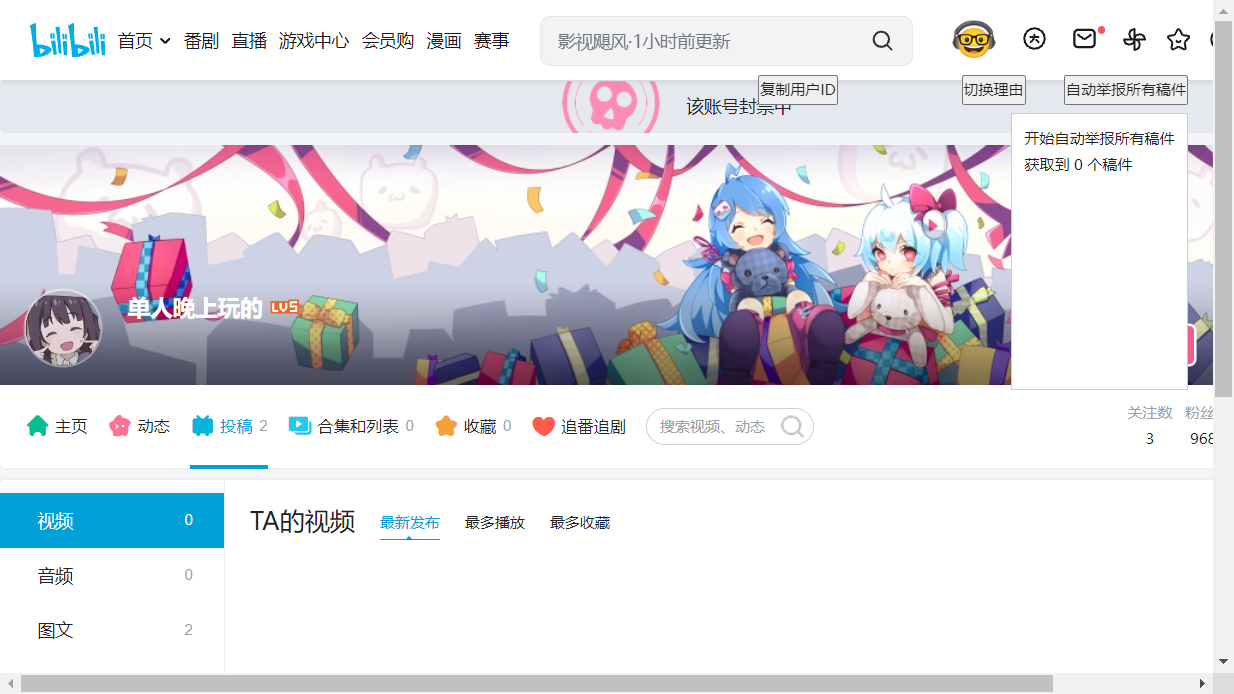 bilibili 首页 番剧 直播 游戏中心 会员购 漫画 赛事 影视飓风·1小时前更新
复制用户ID 切换理由 自动举报所有稿件
该账号封禁中
开始自动举报所有稿件
获取到 0 个稿件
单人晚上玩的 LV5
主页 动态 投稿 2 合集和列表 0 收藏 0 追番追剧 搜索视频、动态 关注数 粉丝
3 968
视频 0
TA的视频 最新发布 最多播放 最多收藏
音频 0
图文 2